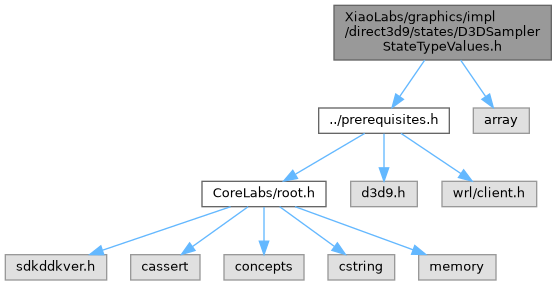 XiaoLabs/graphics/impl
/direct3d9/states/D3DSampler
StateTypeValues.h
../prerequisites.h
array
CoreLabs/root.h
d3d9.h
wrl/client.h
sdkddkver.h
cassert
concepts
cstring
memory